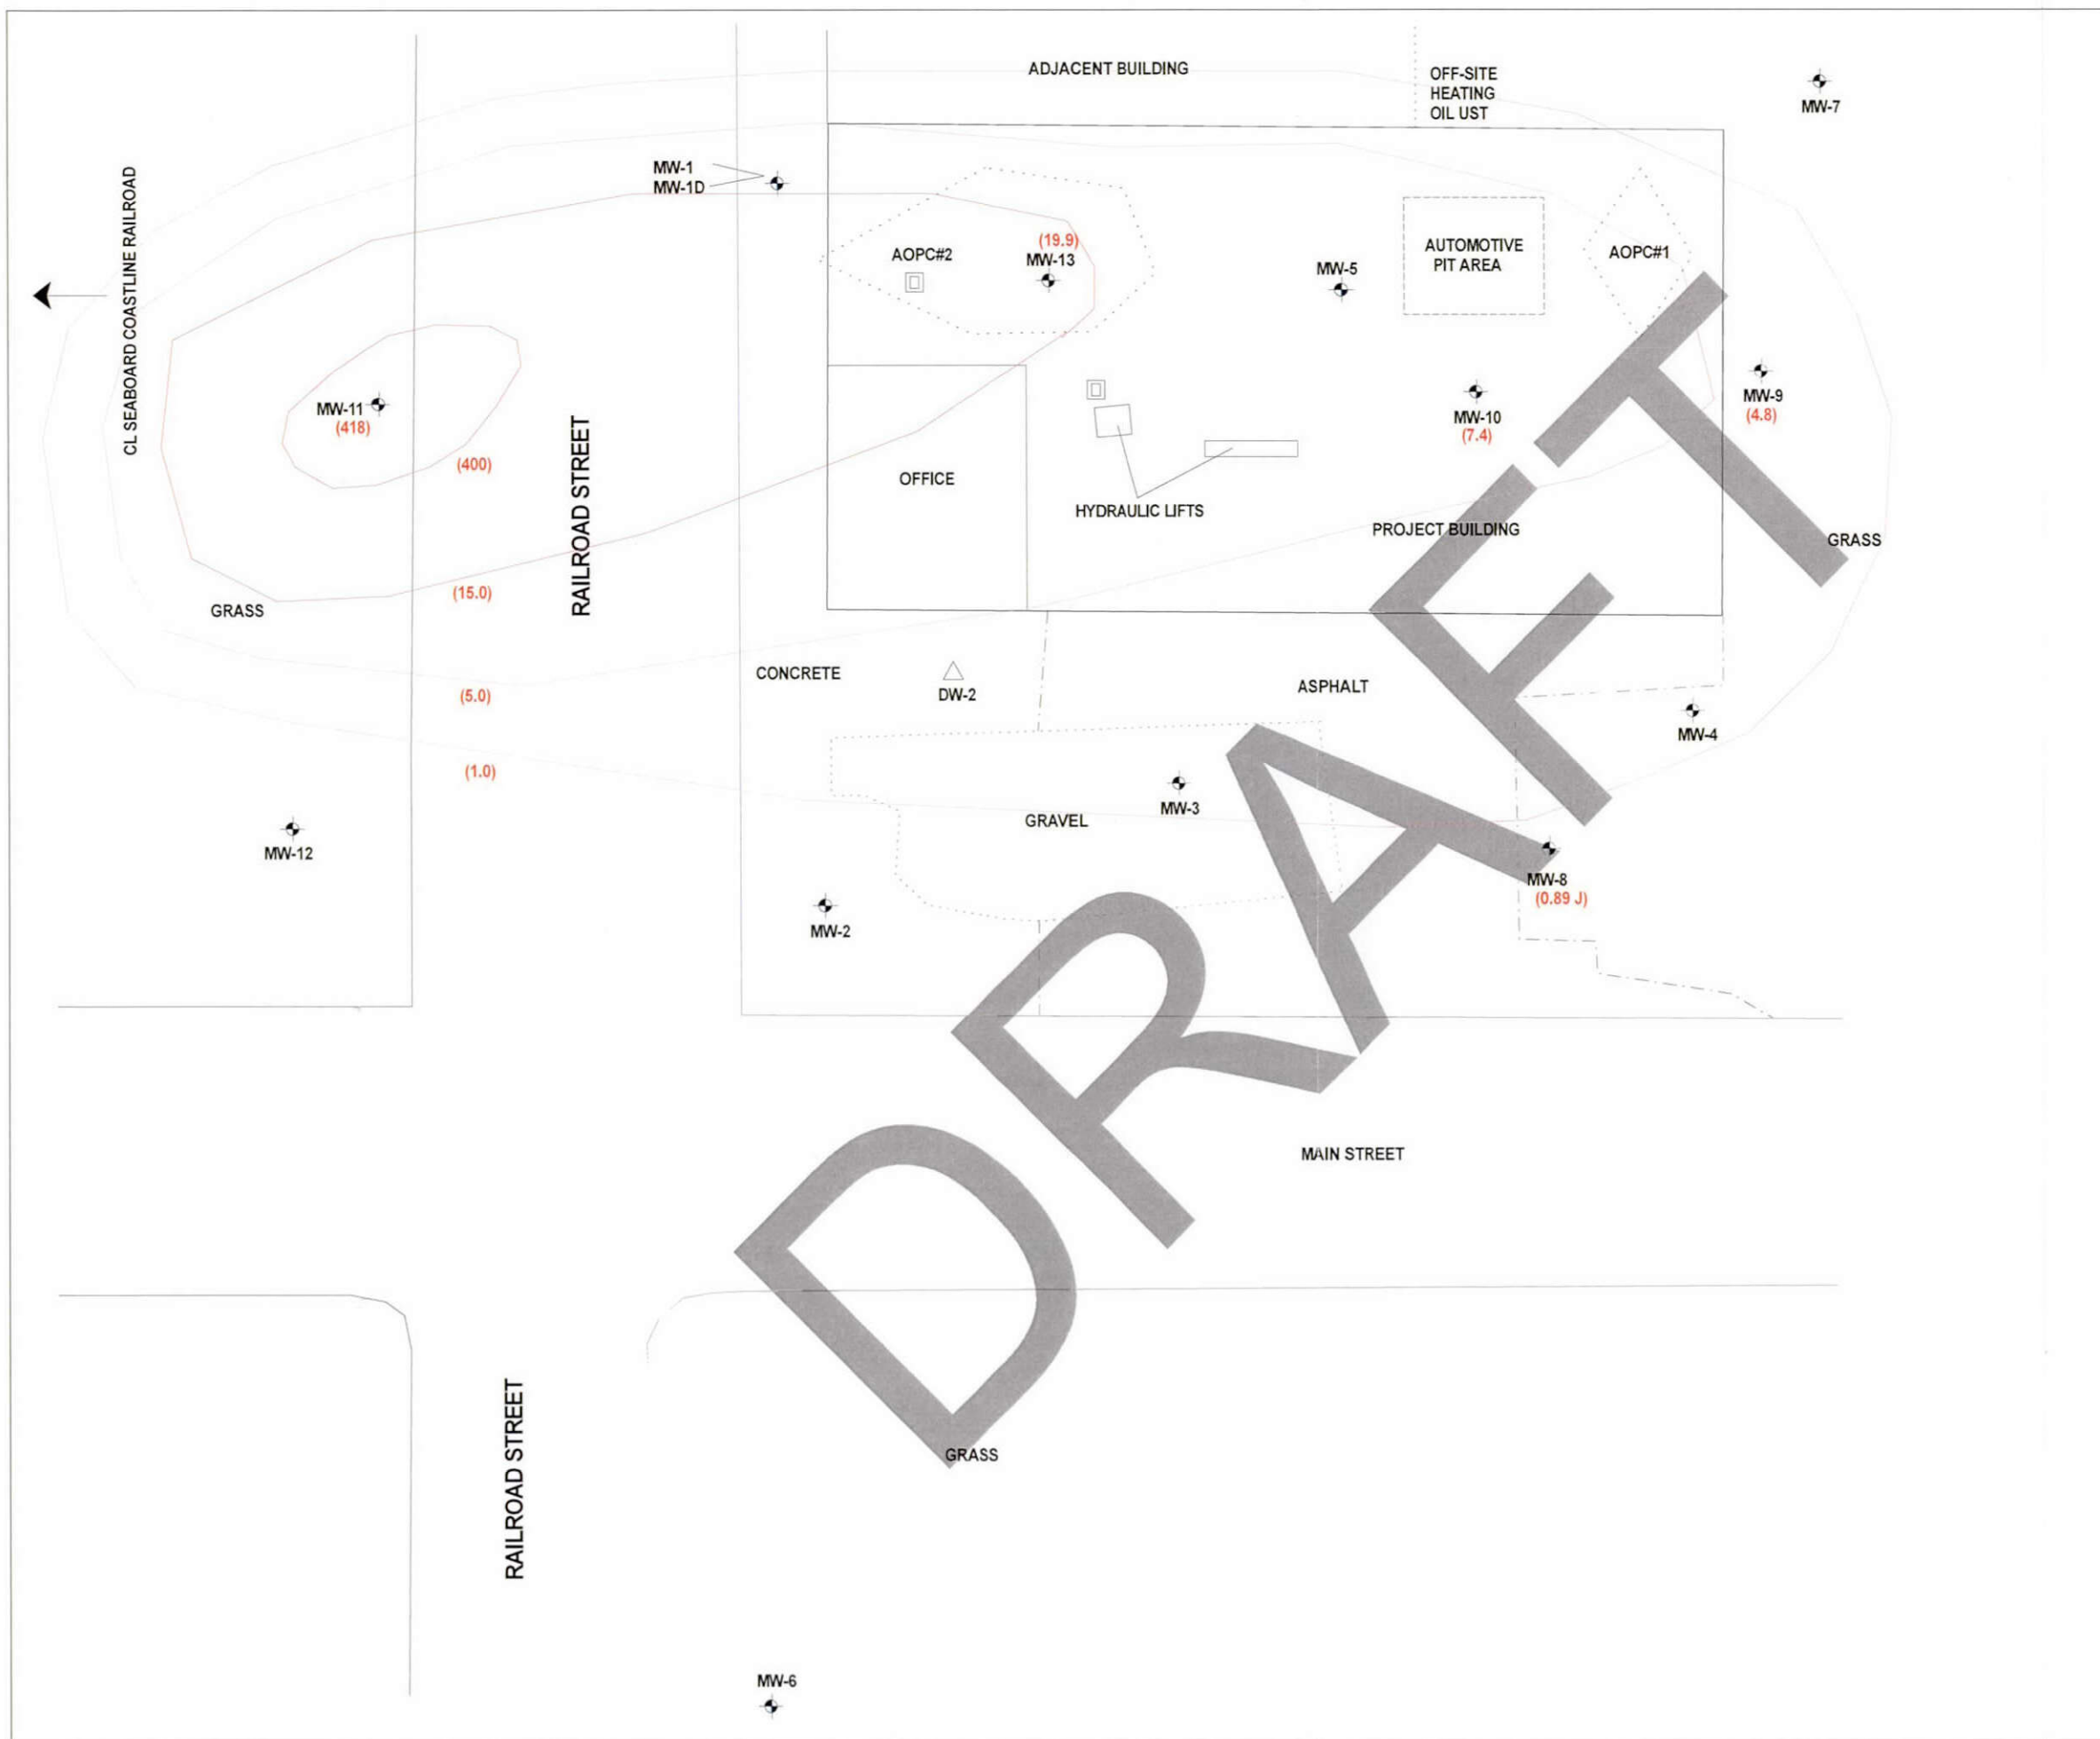 ADJACENT BUILDING
OFF-SITE
HEATING
OIL UST
MW-7
MW-1
MW-1D
CL SEABOARD COASTLINE RAILROAD
AOPC#2
(19.9)
MW-13
MW-5
AUTOMOTIVE
PIT AREA
AOPC#1
MW-11
(418)
(400)
MW-10
(7.4)
MW-9
(4.8)
RAILROAD STREET
OFFICE
HYDRAULIC LIFTS
PROJECT BUILDING
GRASS
(15.0)
GRASS
(5.0)
CONCRETE
DW-2
ASPHALT
MW-4
(1.0)
MW-3
GRAVEL
MW-12
MW-8
(0.89 J)
MW-2
DRAFT
MAIN STREET
GRASS
RAILROAD STREET
MW-6